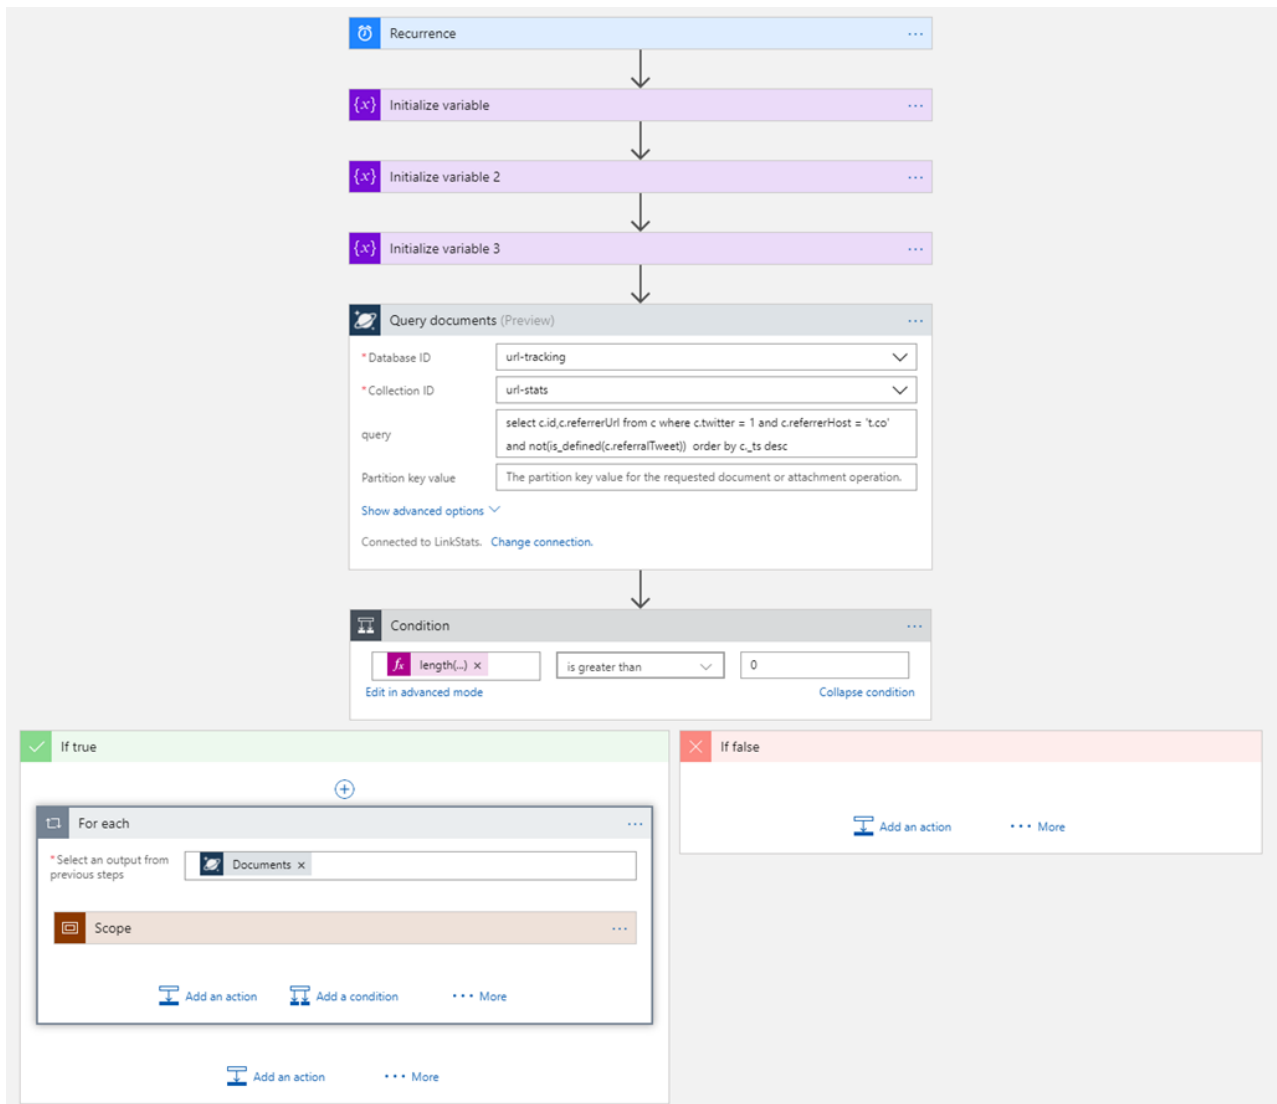 Recurrence
{x} Initialize variable
{x} Initialize variable 2
{x} Initialize variable 3
Query documents (Preview)
*Database ID
url-tracking
*Collection ID
url-stats
query
select c.id,c.referrerUrl from c where c.twitter = 1 and c.referrerHost = 't.co'
and not(is_defined(c.referralTweet))  order by c._ts desc
Partition key value
The partition key value for the requested document or attachment operation.
Show advanced options
Connected to LinkStats. Change connection.
Condition
fx length(...) ×
is greater than
0
Edit in advanced mode
Collapse condition
If true
If false
For each
*Select an output from
previous steps
Documents ×
Scope
Add an action
Add a condition
··· More
Add an action
··· More
Add an action
··· More